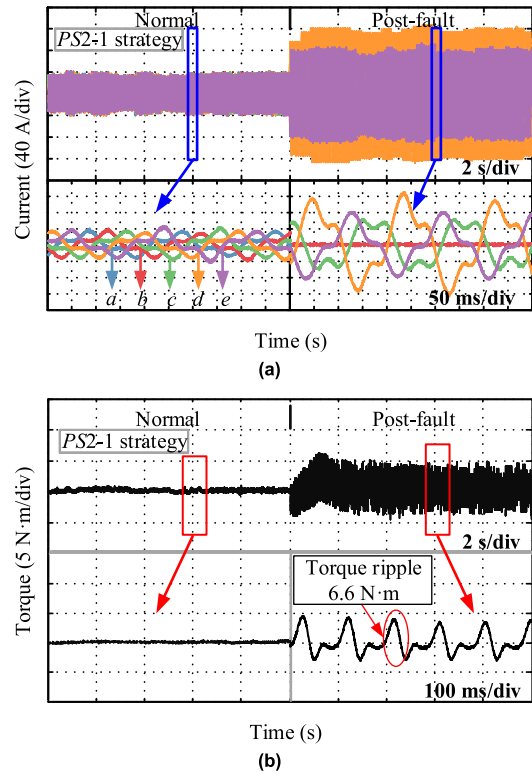 (a)
Normal
Post-fault
PS2-1 strategy
Current (40 A/div)
2 s/div
a b c d e
50 ms/div
Time (s)
(a)
Normal
Post-fault
PS2-1 strategy
Torque (5 N·m/div)
2 s/div
Torque ripple
6.6 N·m
100 ms/div
Time (s)
(b)